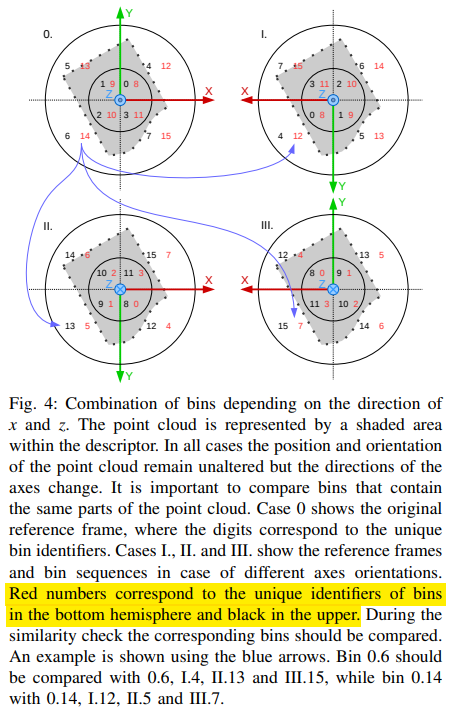 0.
Y
5 13
4 12
1 9 0 8
Z
X
2 10 3 11
6 14
7 15
I.
6 14
7 15
3 11 2 10
X
Z
0 8 1 9
4 12
5 13
Y
II.
14 6
15 7
10 2 11 3
Z
X
9 1 8 0
13 5
12 4
Y
III.
Y
12 4
13 5
8 0 9 1
X
Z
11 3 10 2
15 7
14 6
Fig. 4: Combination of bins depending on the direction of
x and z. The point cloud is represented by a shaded area
within the descriptor. In all cases the position and orientation
of the point cloud remain unaltered but the directions of the
axes change. It is important to compare bins that contain
the same parts of the point cloud. Case 0 shows the original
reference frame, where the digits correspond to the unique
bin identifiers. Cases I., II. and III. show the reference frames
and bin sequences in case of different axes orientations.
Red numbers correspond to the unique identifiers of bins
in the bottom hemisphere and black in the upper. During the
similarity check the corresponding bins should be compared.
An example is shown using the blue arrows. Bin 0.6 should
be compared with 0.6, I.4, II.13 and III.15, while bin 0.14
with 0.14, I.12, II.5 and III.7.